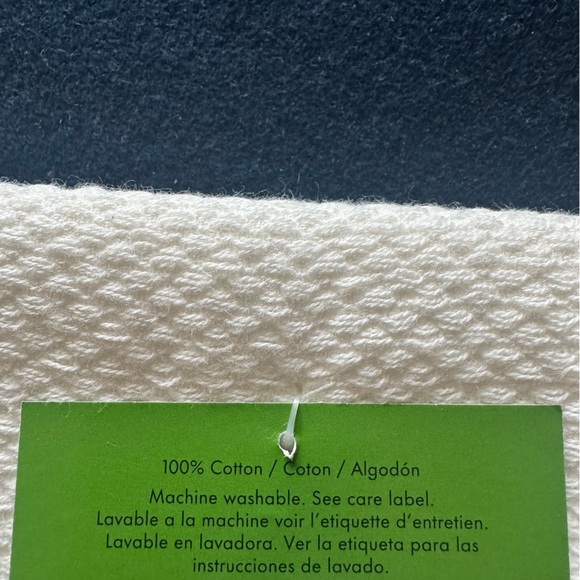 100% Cotton / Coton / Algodón
Machine washable. See care label.
Lavable a la machine voir l'etiquette d'entretien.
Lavable en lavadora. Ver la etiqueta para las
instrucciones de lavado.